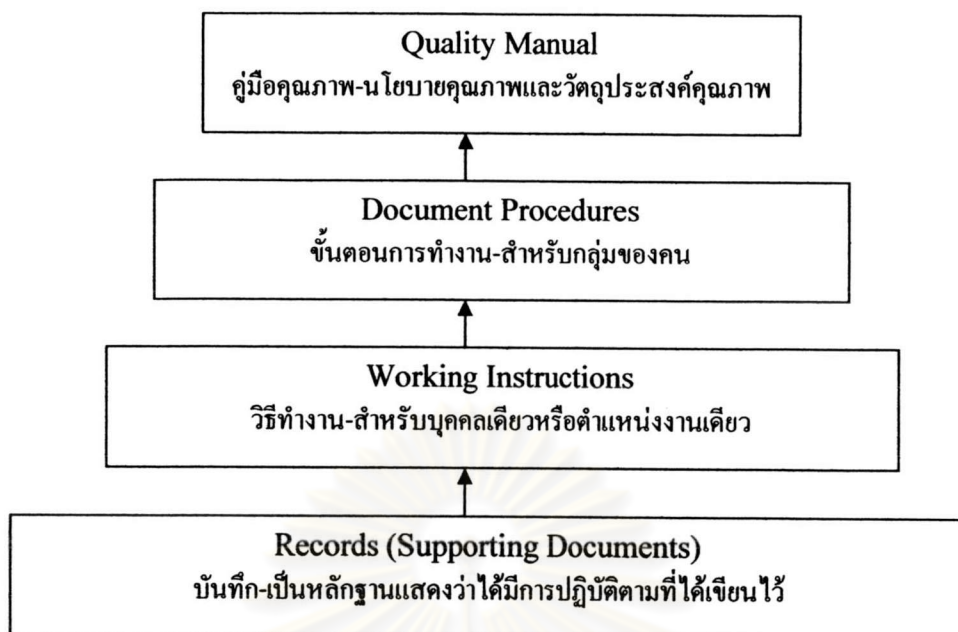 Quality Manual
คู่มือคุณภาพ-นโยบายคุณภาพและวัตถุประสงค์คุณภาพ
Document Procedures
ขั้นตอนการทำงาน-สำหรับกลุ่มของคน
Working Instructions
วิธีทำงาน-สำหรับบุคคลเดียวหรือตำแหน่งงานเดียว
Records (Supporting Documents)
บันทึก-เป็นหลักฐานแสดงว่าได้มีการปฏิบัติตามที่ได้เขียนไว้